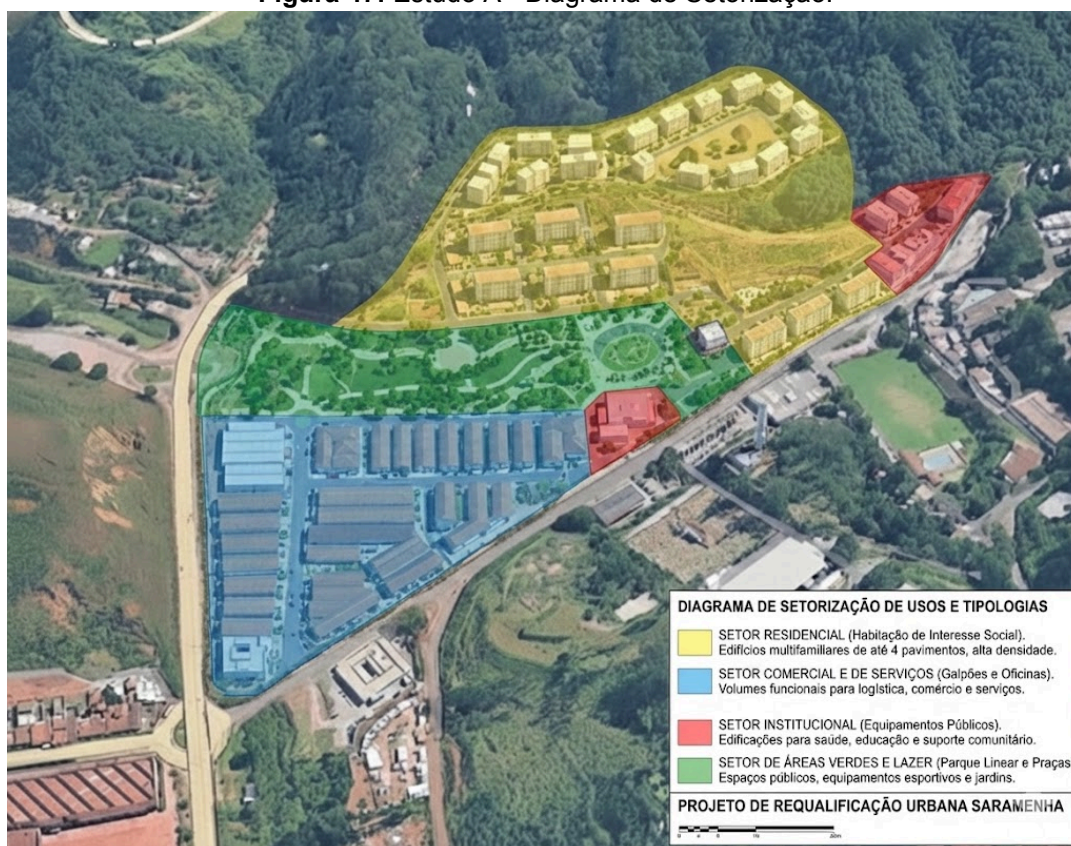 Figura 4.4 Estudo A - Diagrama de Setorização.
DIAGRAMA DE SETORIZAÇÃO DE USOS E TIPOLOGIAS
SETOR RESIDENCIAL (Habitação de Interesse Social).
Edifícios multifamiliares de até 4 pavimentos, alta densidade.
SETOR COMERCIAL E DE SERVIÇOS (Galpões e Oficinas).
Volumes funcionais para logística, comércio e serviços.
SETOR INSTITUCIONAL (Equipamentos Públicos).
Edificações para saúde, educação e suporte comunitário.
SETOR DE ÁREAS VERDES E LAZER (Parque Linear e Praças
Espaços públicos, equipamentos esportivos e jardins.
PROJETO DE REQUALIFICAÇÃO URBANA SARAMENHA